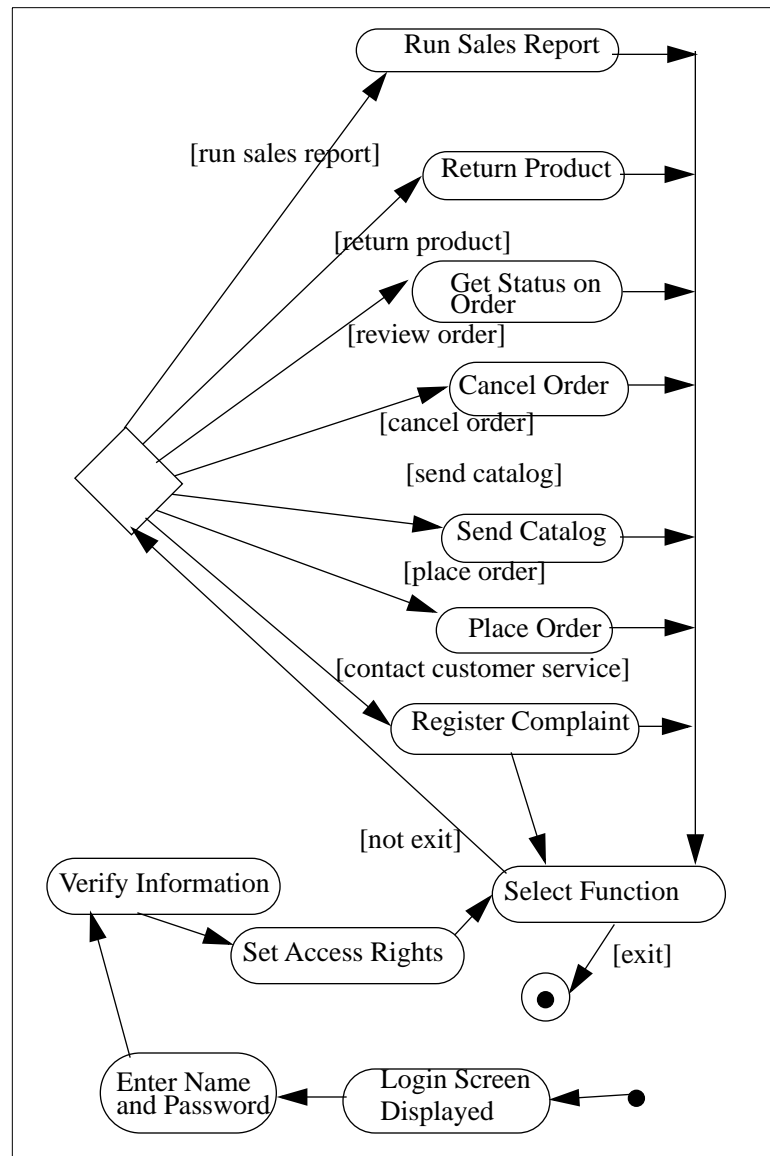 Run Sales Report
[run sales report]
Return Product
[return product]
Get Status on
Order
[review order]
Cancel Order
[cancel order]
[send catalog]
Send Catalog
[place order]
Place Order
[contact customer service]
Register Complaint
[not exit]
Verify Information
Select Function
Set Access Rights
[exit]
Enter Name
and Password
Login Screen
Displayed